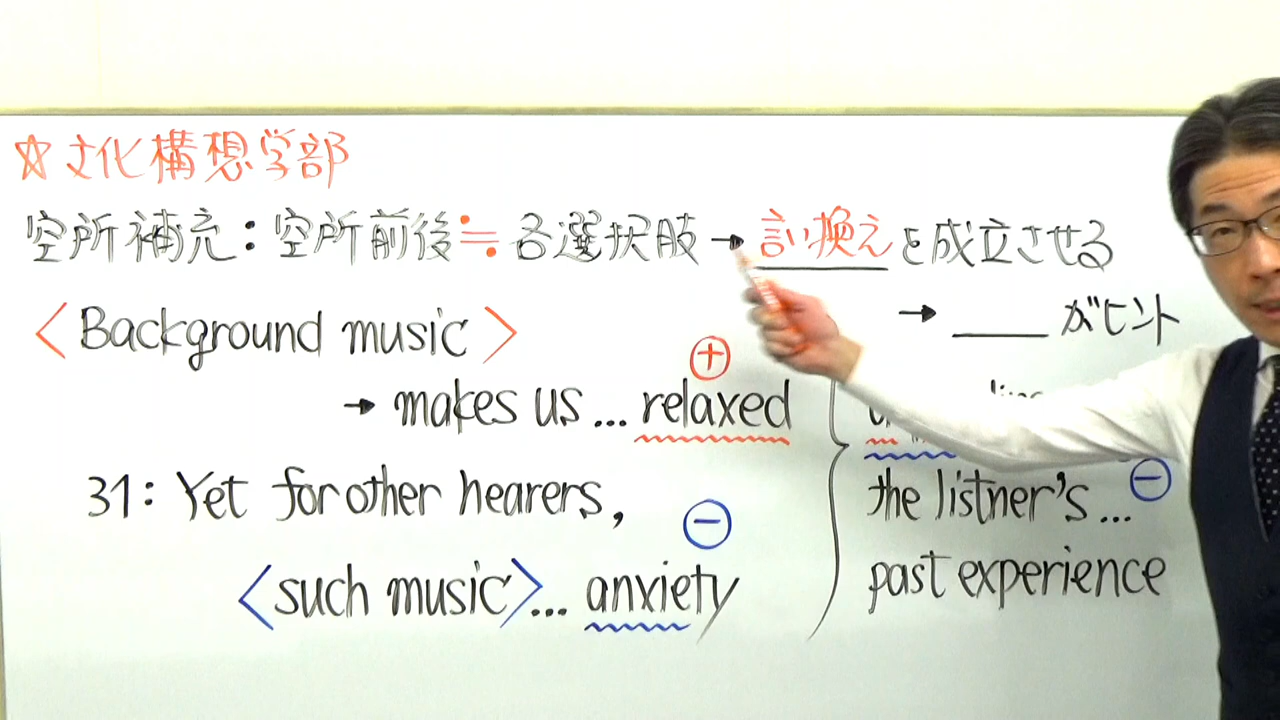 ☆文化構想学部
空所補充:空所前後≒各選択肢→言い換えを成立させる
→ ____ がヒント
<Background music>
→ makes us ... relaxed
⊕
31: Yet for other hearers,
<such music>... anxiety
⊖
the listner's ...
⊖
past experience